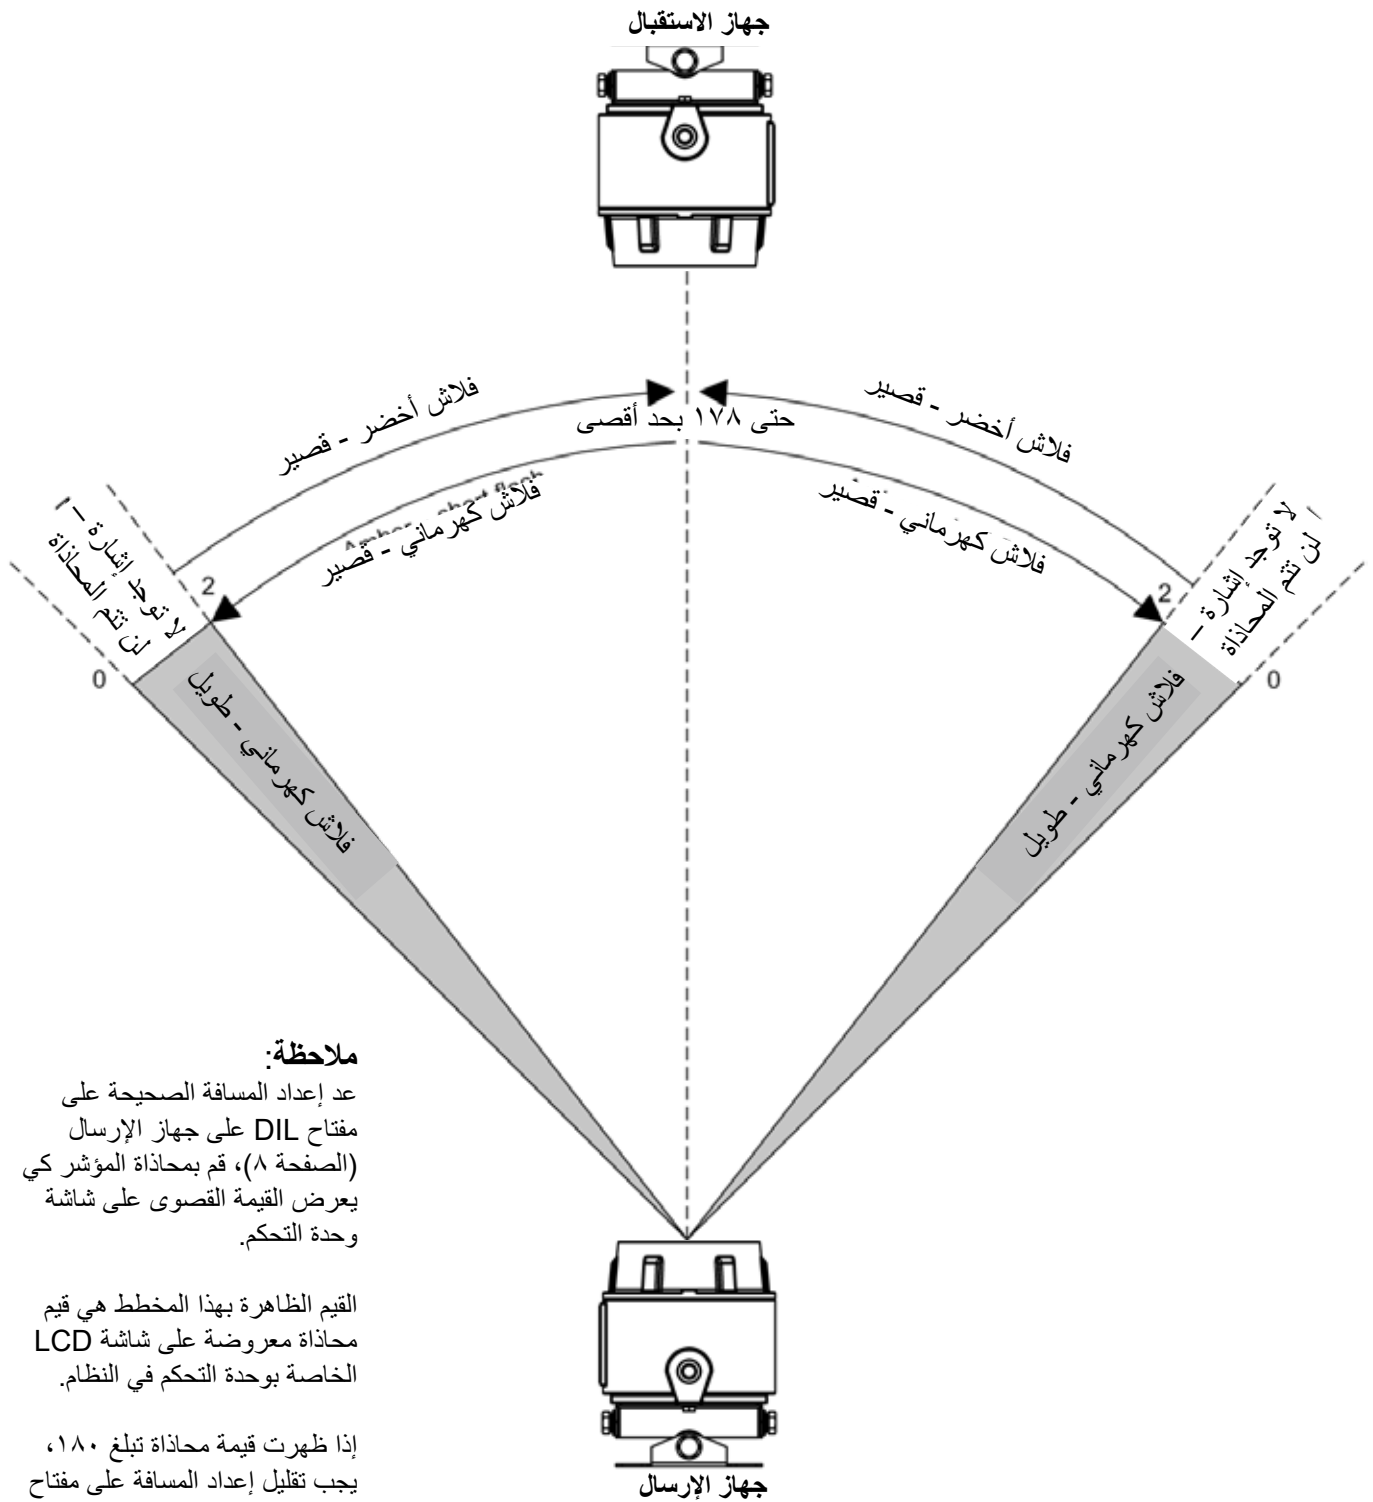 جهاز الاستقبال
فلاش أخضر - قصير
فلاش أخضر - قصير
حتى ١٧٨ بحد أقصى
فلاش كهرماني - قصير
فلاش كهرماني - قصير
لا توجد إشارة –
لن تتم المحاذاة
لا توجد إشارة –
لن تتم المحاذاة
2
2
0
0
فلاش كهرماني - طويل
فلاش كهرماني - طويل
ملاحظة:
عد إعداد المسافة الصحيحة على
مفتاح DIL على جهاز الإرسال
(الصفحة ٨)، قم بمحاذاة المؤشر كي
يعرض القيمة القصوى على شاشة
وحدة التحكم.
القيم الظاهرة بهذا المخطط هي قيم
محاذاة معروضة على شاشة LCD
الخاصة بوحدة التحكم في النظام.
إذا ظهرت قيمة محاذاة تبلغ ١٨٠،
يجب تقليل إعداد المسافة على مفتاح
جهاز الإرسال